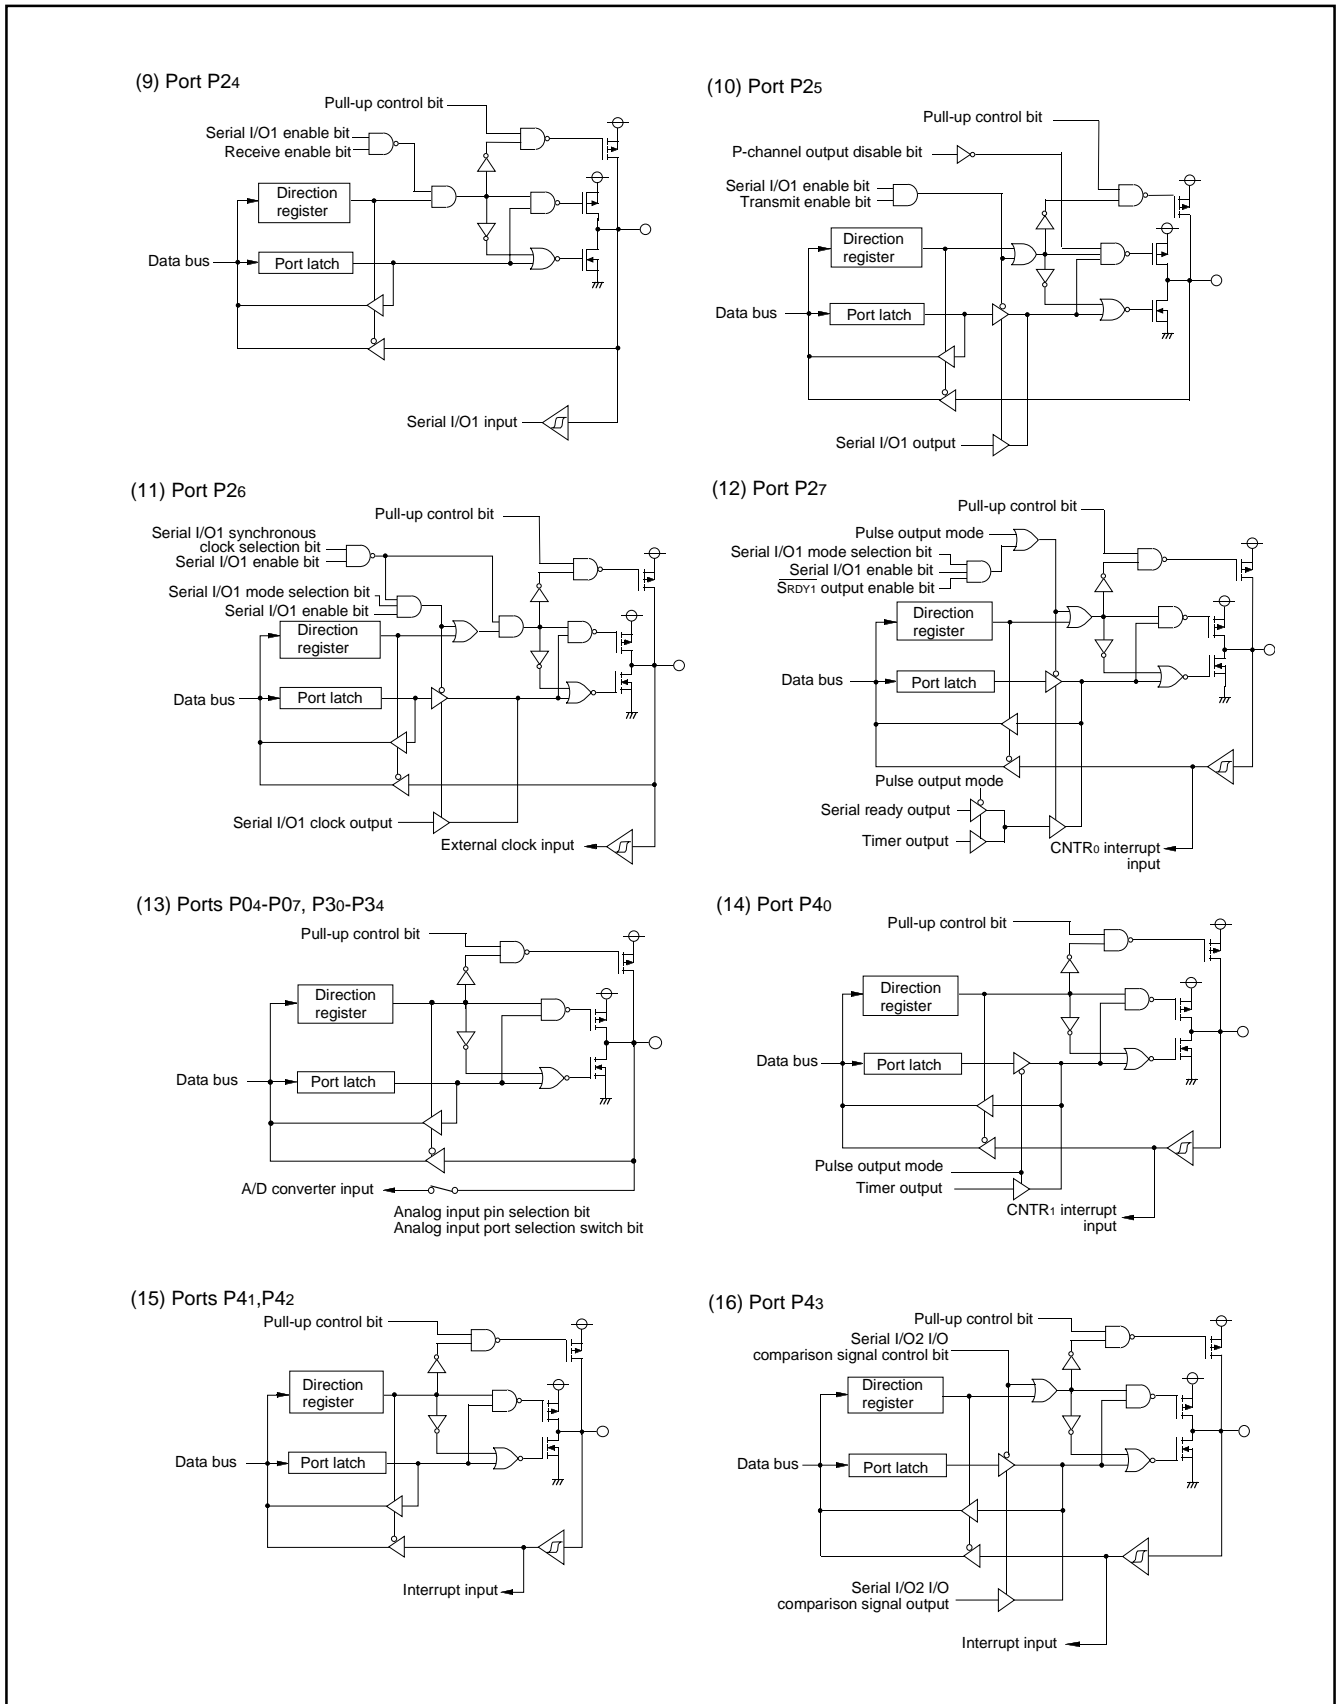 (9) Port P24
Pull-up control bit
Serial I/O1 enable bit
Receive enable bit
Direction
register
Data bus
Port latch
Serial I/O1 input
(10) Port P25
Pull-up control bit
P-channel output disable bit
Serial I/O1 enable bit
Transmit enable bit
Direction
register
Data bus
Port latch
Serial I/O1 output
(11) Port P26
Pull-up control bit
Serial I/O1 synchronous
clock selection bit
Serial I/O1 enable bit
Serial I/O1 mode selection bit
Serial I/O1 enable bit
Direction
register
Data bus
Port latch
Serial I/O1 clock output
External clock input
(12) Port P27
Pull-up control bit
Pulse output mode
Serial I/O1 mode selection bit
Serial I/O1 enable bit
SRDY1 output enable bit
Direction
register
Data bus
Port latch
Pulse output mode
Serial ready output
Timer output
CNTR0 interrupt
input
(13) Ports P04-P07, P30-P34
Pull-up control bit
Direction
register
Data bus
Port latch
A/D converter input
Analog input pin selection bit
Analog input port selection switch bit
(14) Port P40
Pull-up control bit
Direction
register
Data bus
Port latch
Pulse output mode
Timer output
CNTR1 interrupt
input
(15) Ports P41,P42
Pull-up control bit
Direction
register
Data bus
Port latch
Interrupt input
(16) Port P43
Pull-up control bit
Serial I/O2 I/O
comparison signal control bit
Direction
register
Data bus
Port latch
Serial I/O2 I/O
comparison signal output
Interrupt input